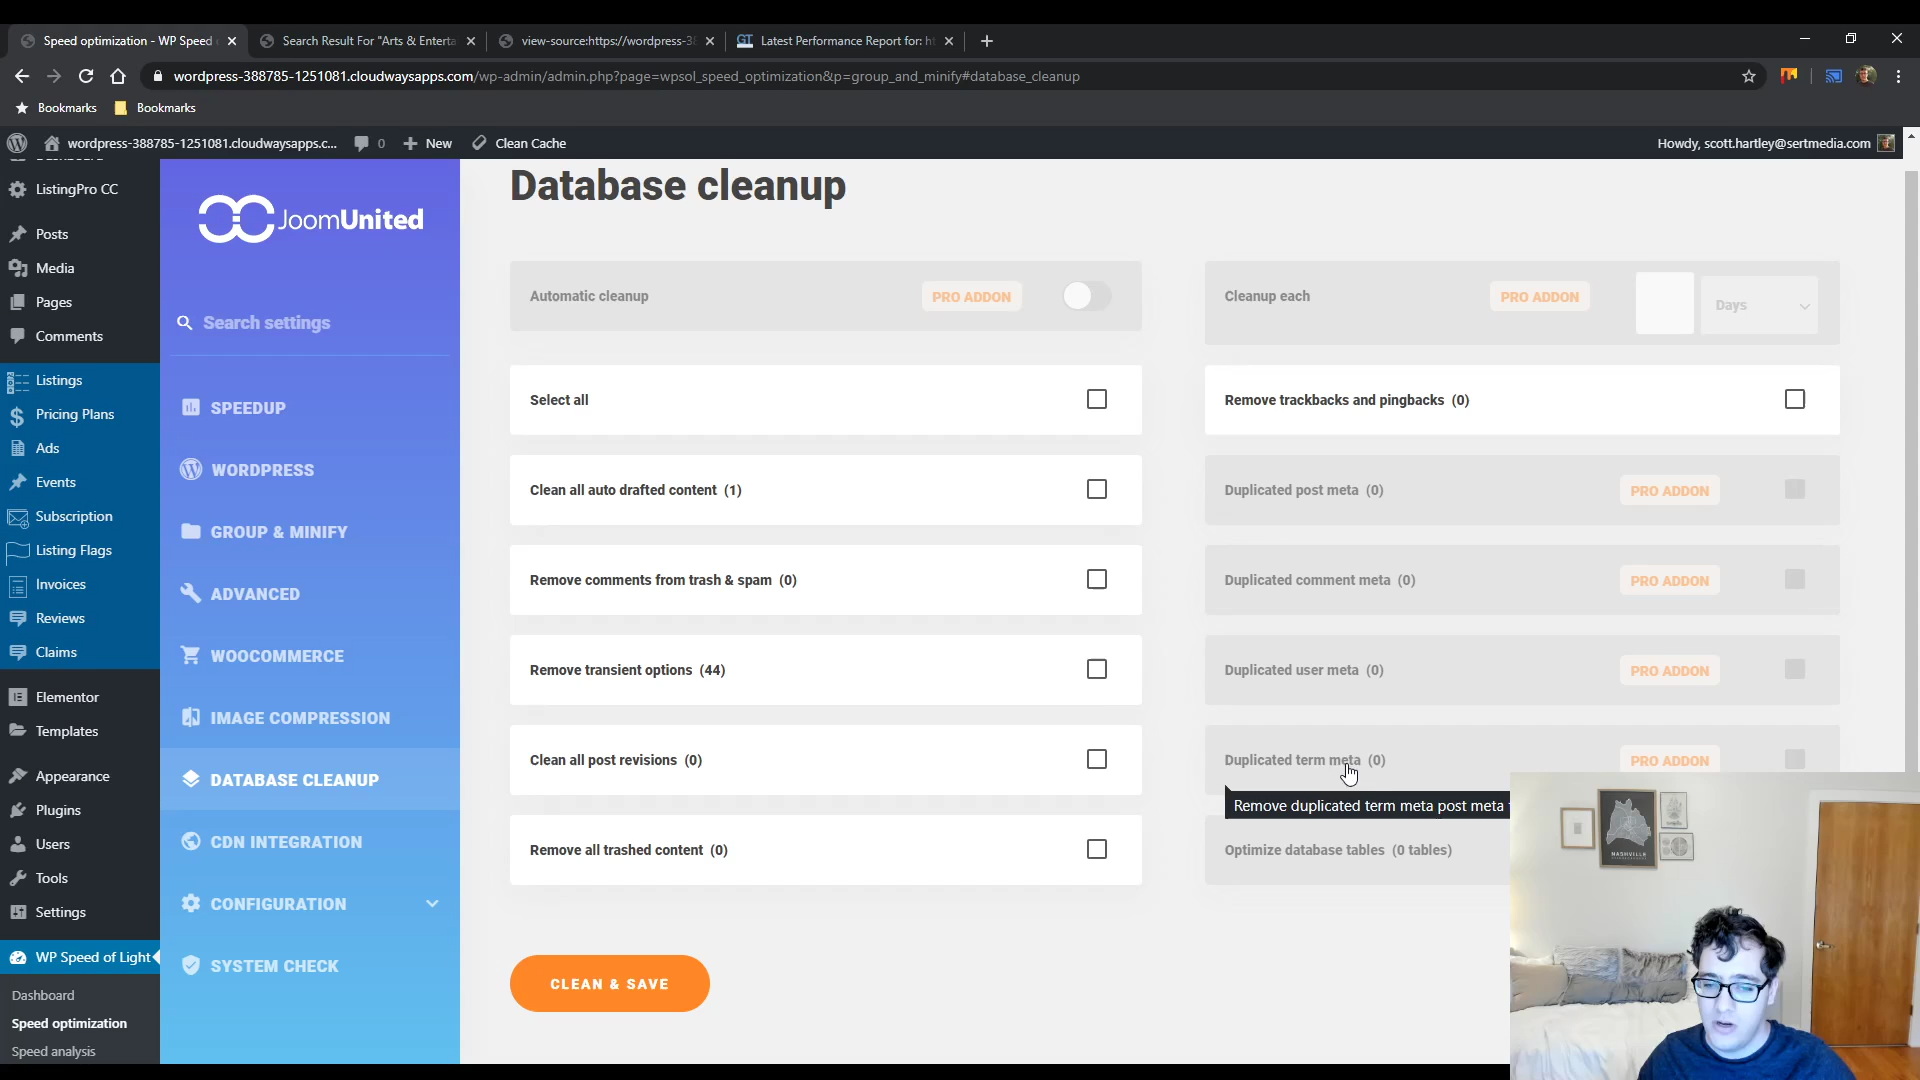 Speed optimization - WP Speed
Search Result For "Arts & Enterta
view-source:https://wordpress-38
GT Latest Performance Report for: h
wordpress-388785-1251081.cloudwaysapps.com/wp-admin/admin.php?page=wpsol_speed_optimization&p=group_and_minify#database_cleanup
Bookmarks
Bookmarks
wordpress-388785-1251081.cloudwaysapps.c...
0
New
Clean Cache
Howdy, scott.hartley@sertmedia.com
ListingPro CC
Posts
Media
Pages
Comments
Listings
Pricing Plans
Ads
Events
Subscription
Listing Flags
Invoices
Reviews
Claims
Elementor
Templates
Appearance
Plugins
Users
Tools
Settings
WP Speed of Light
Dashboard
Speed optimization
Speed analysis
JoomUnited
Search settings
SPEEDUP
WORDPRESS
GROUP & MINIFY
ADVANCED
WOOCOMMERCE
IMAGE COMPRESSION
DATABASE CLEANUP
CDN INTEGRATION
CONFIGURATION
SYSTEM CHECK
Database cleanup
Automatic cleanup PRO ADDON
Cleanup each PRO ADDON Days
Select all
Remove trackbacks and pingbacks (0)
Clean all auto drafted content (1)
Duplicated post meta (0) PRO ADDON
Remove comments from trash & spam (0)
Duplicated comment meta (0) PRO ADDON
Remove transient options (44)
Duplicated user meta (0) PRO ADDON
Clean all post revisions (0)
Duplicated term meta (0) PRO ADDON
Remove duplicated term meta post meta
Remove all trashed content (0)
Optimize database tables (0 tables)
CLEAN & SAVE
NASHVILLE